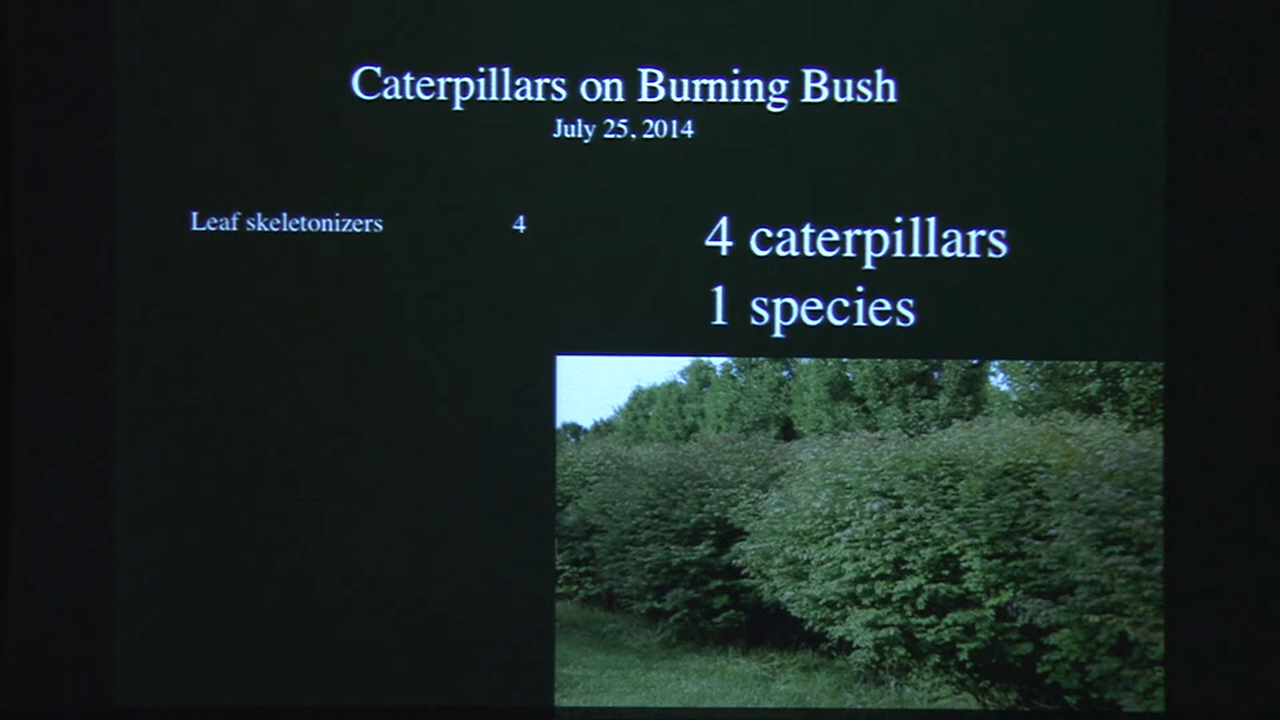 Caterpillars on Burning Bush
July 25, 2014
Leaf skeletonizers 4
4 caterpillars
1 species